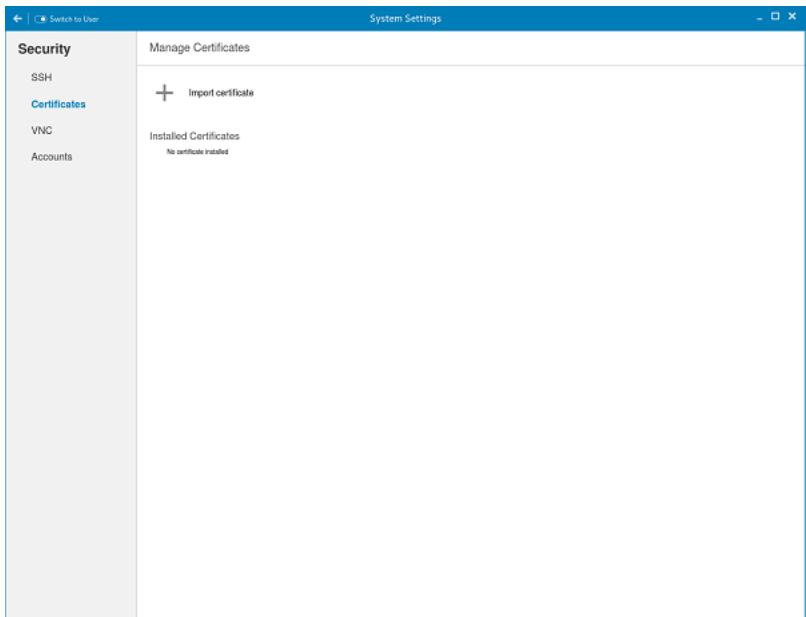 Switch to User
System Settings
Security
SSH
Certificates
VNC
Accounts
Manage Certificates
Import certificate
Installed Certificates
No certificate installed